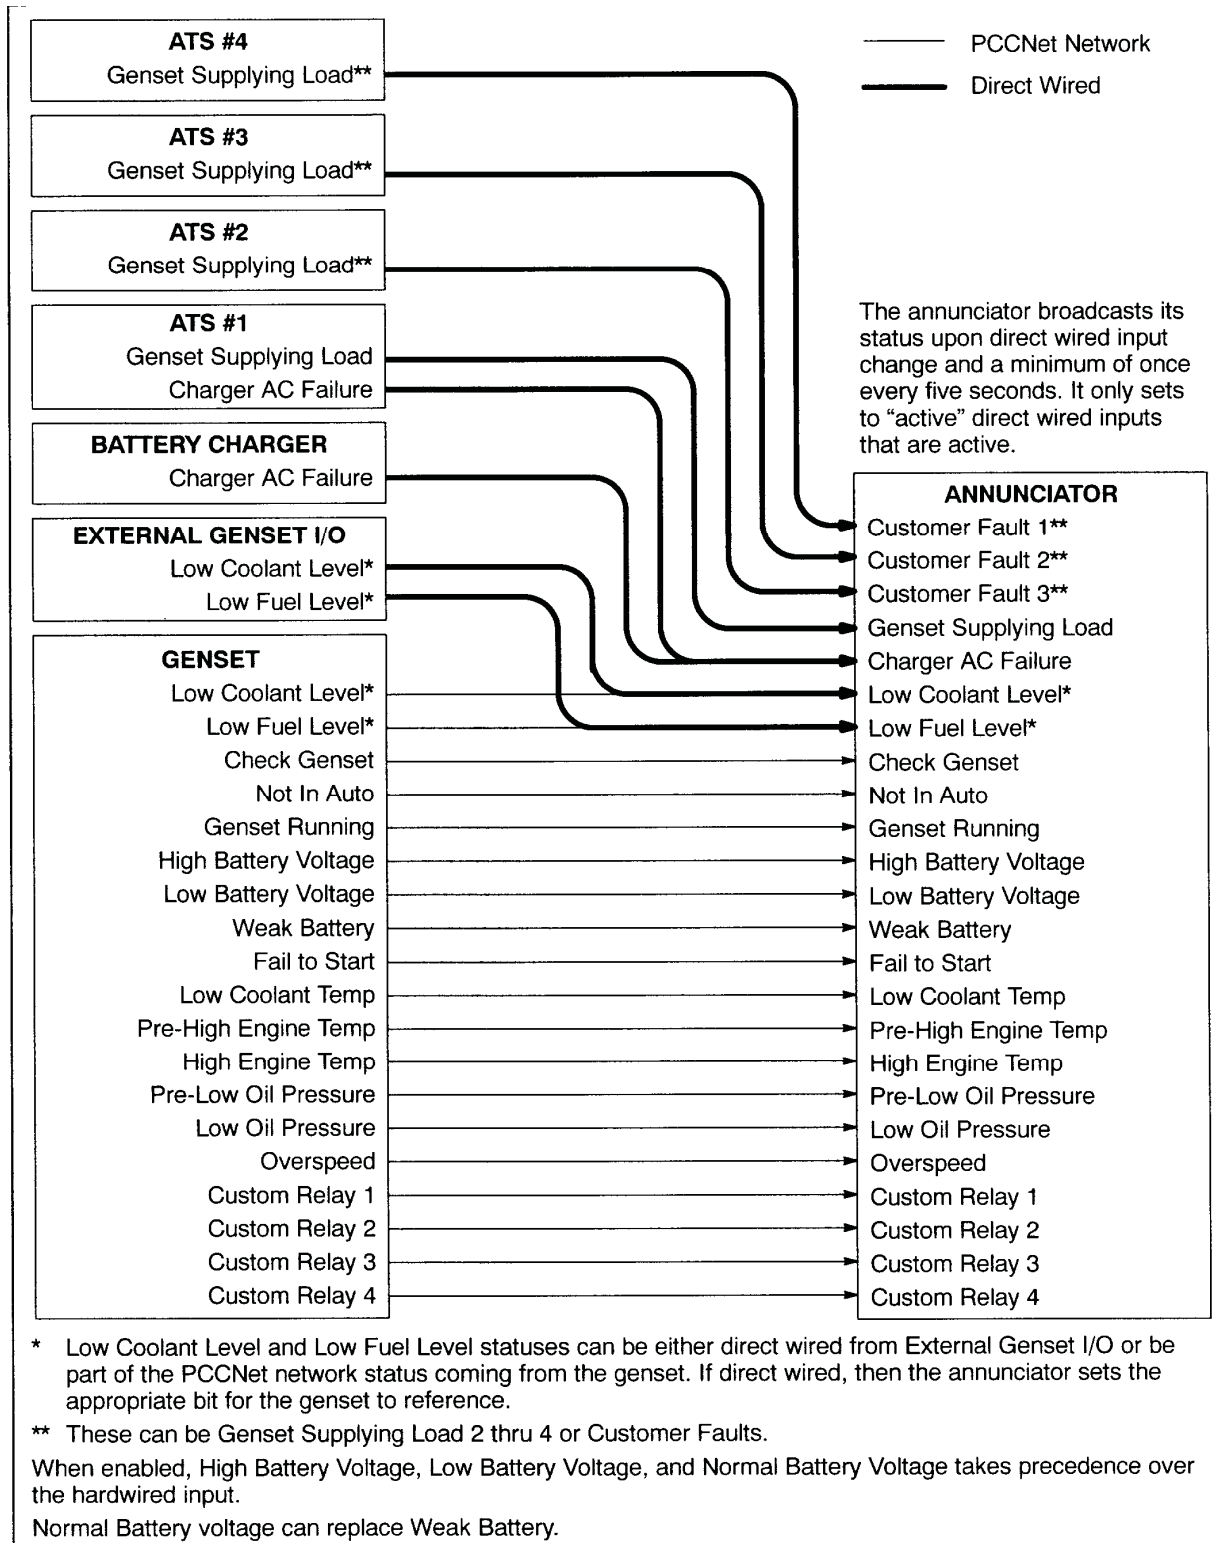 ATS #4
Genset Supplying Load**
PCCNet Network
Direct Wired
ATS #3
Genset Supplying Load**
ATS #2
Genset Supplying Load**
ATS #1
Genset Supplying Load
Charger AC Failure
The annunciator broadcasts its
status upon direct wired input
change and a minimum of once
every five seconds. It only sets
to “active” direct wired inputs
that are active.
BATTERY CHARGER
Charger AC Failure
EXTERNAL GENSET I/O
Low Coolant Level*
Low Fuel Level*
GENSET
Low Coolant Level*
Low Fuel Level*
Check Genset
Not In Auto
Genset Running
High Battery Voltage
Low Battery Voltage
Weak Battery
Fail to Start
Low Coolant Temp
Pre-High Engine Temp
High Engine Temp
Pre-Low Oil Pressure
Low Oil Pressure
Overspeed
Custom Relay 1
Custom Relay 2
Custom Relay 3
Custom Relay 4
ANNUNCIATOR
Customer Fault 1**
Customer Fault 2**
Customer Fault 3**
Genset Supplying Load
Charger AC Failure
Low Coolant Level*
Low Fuel Level*
Check Genset
Not In Auto
Genset Running
High Battery Voltage
Low Battery Voltage
Weak Battery
Fail to Start
Low Coolant Temp
Pre-High Engine Temp
High Engine Temp
Pre-Low Oil Pressure
Low Oil Pressure
Overspeed
Custom Relay 1
Custom Relay 2
Custom Relay 3
Custom Relay 4
* Low Coolant Level and Low Fuel Level statuses can be either direct wired from External Genset I/O or be
part of the PCCNet network status coming from the genset. If direct wired, then the annunciator sets the
appropriate bit for the genset to reference.
** These can be Genset Supplying Load 2 thru 4 or Customer Faults.
When enabled, High Battery Voltage, Low Battery Voltage, and Normal Battery Voltage takes precedence over
the hardwired input.
Normal Battery voltage can replace Weak Battery.